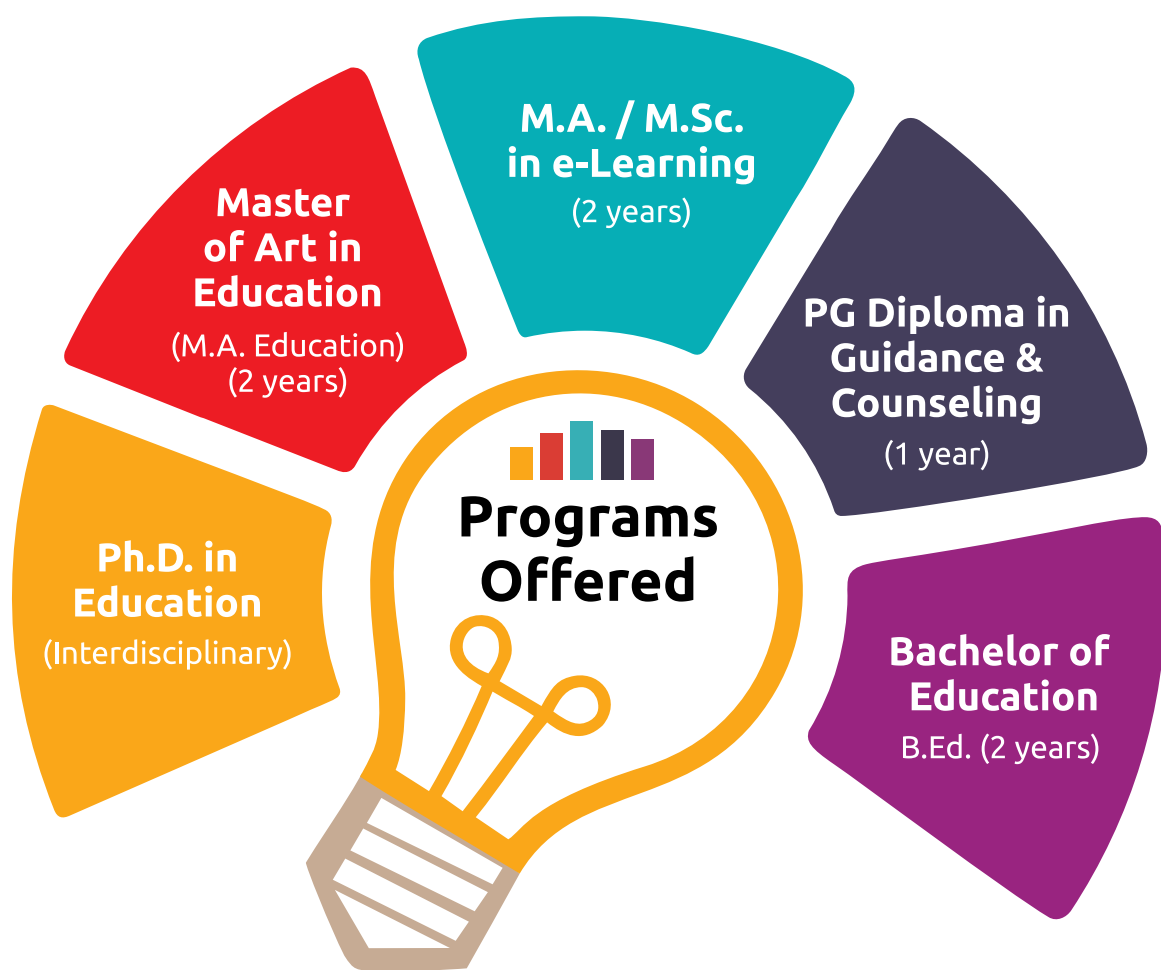 Programs
Offered
Ph.D. in
Education
(Interdisciplinary)
Master
of Art in
Education
(M.A. Education)
(2 years)
M.A. / M.Sc.
in e-Learning
(2 years)
PG Diploma in
Guidance &
Counseling
(1 year)
Bachelor of
Education
B.Ed. (2 years)